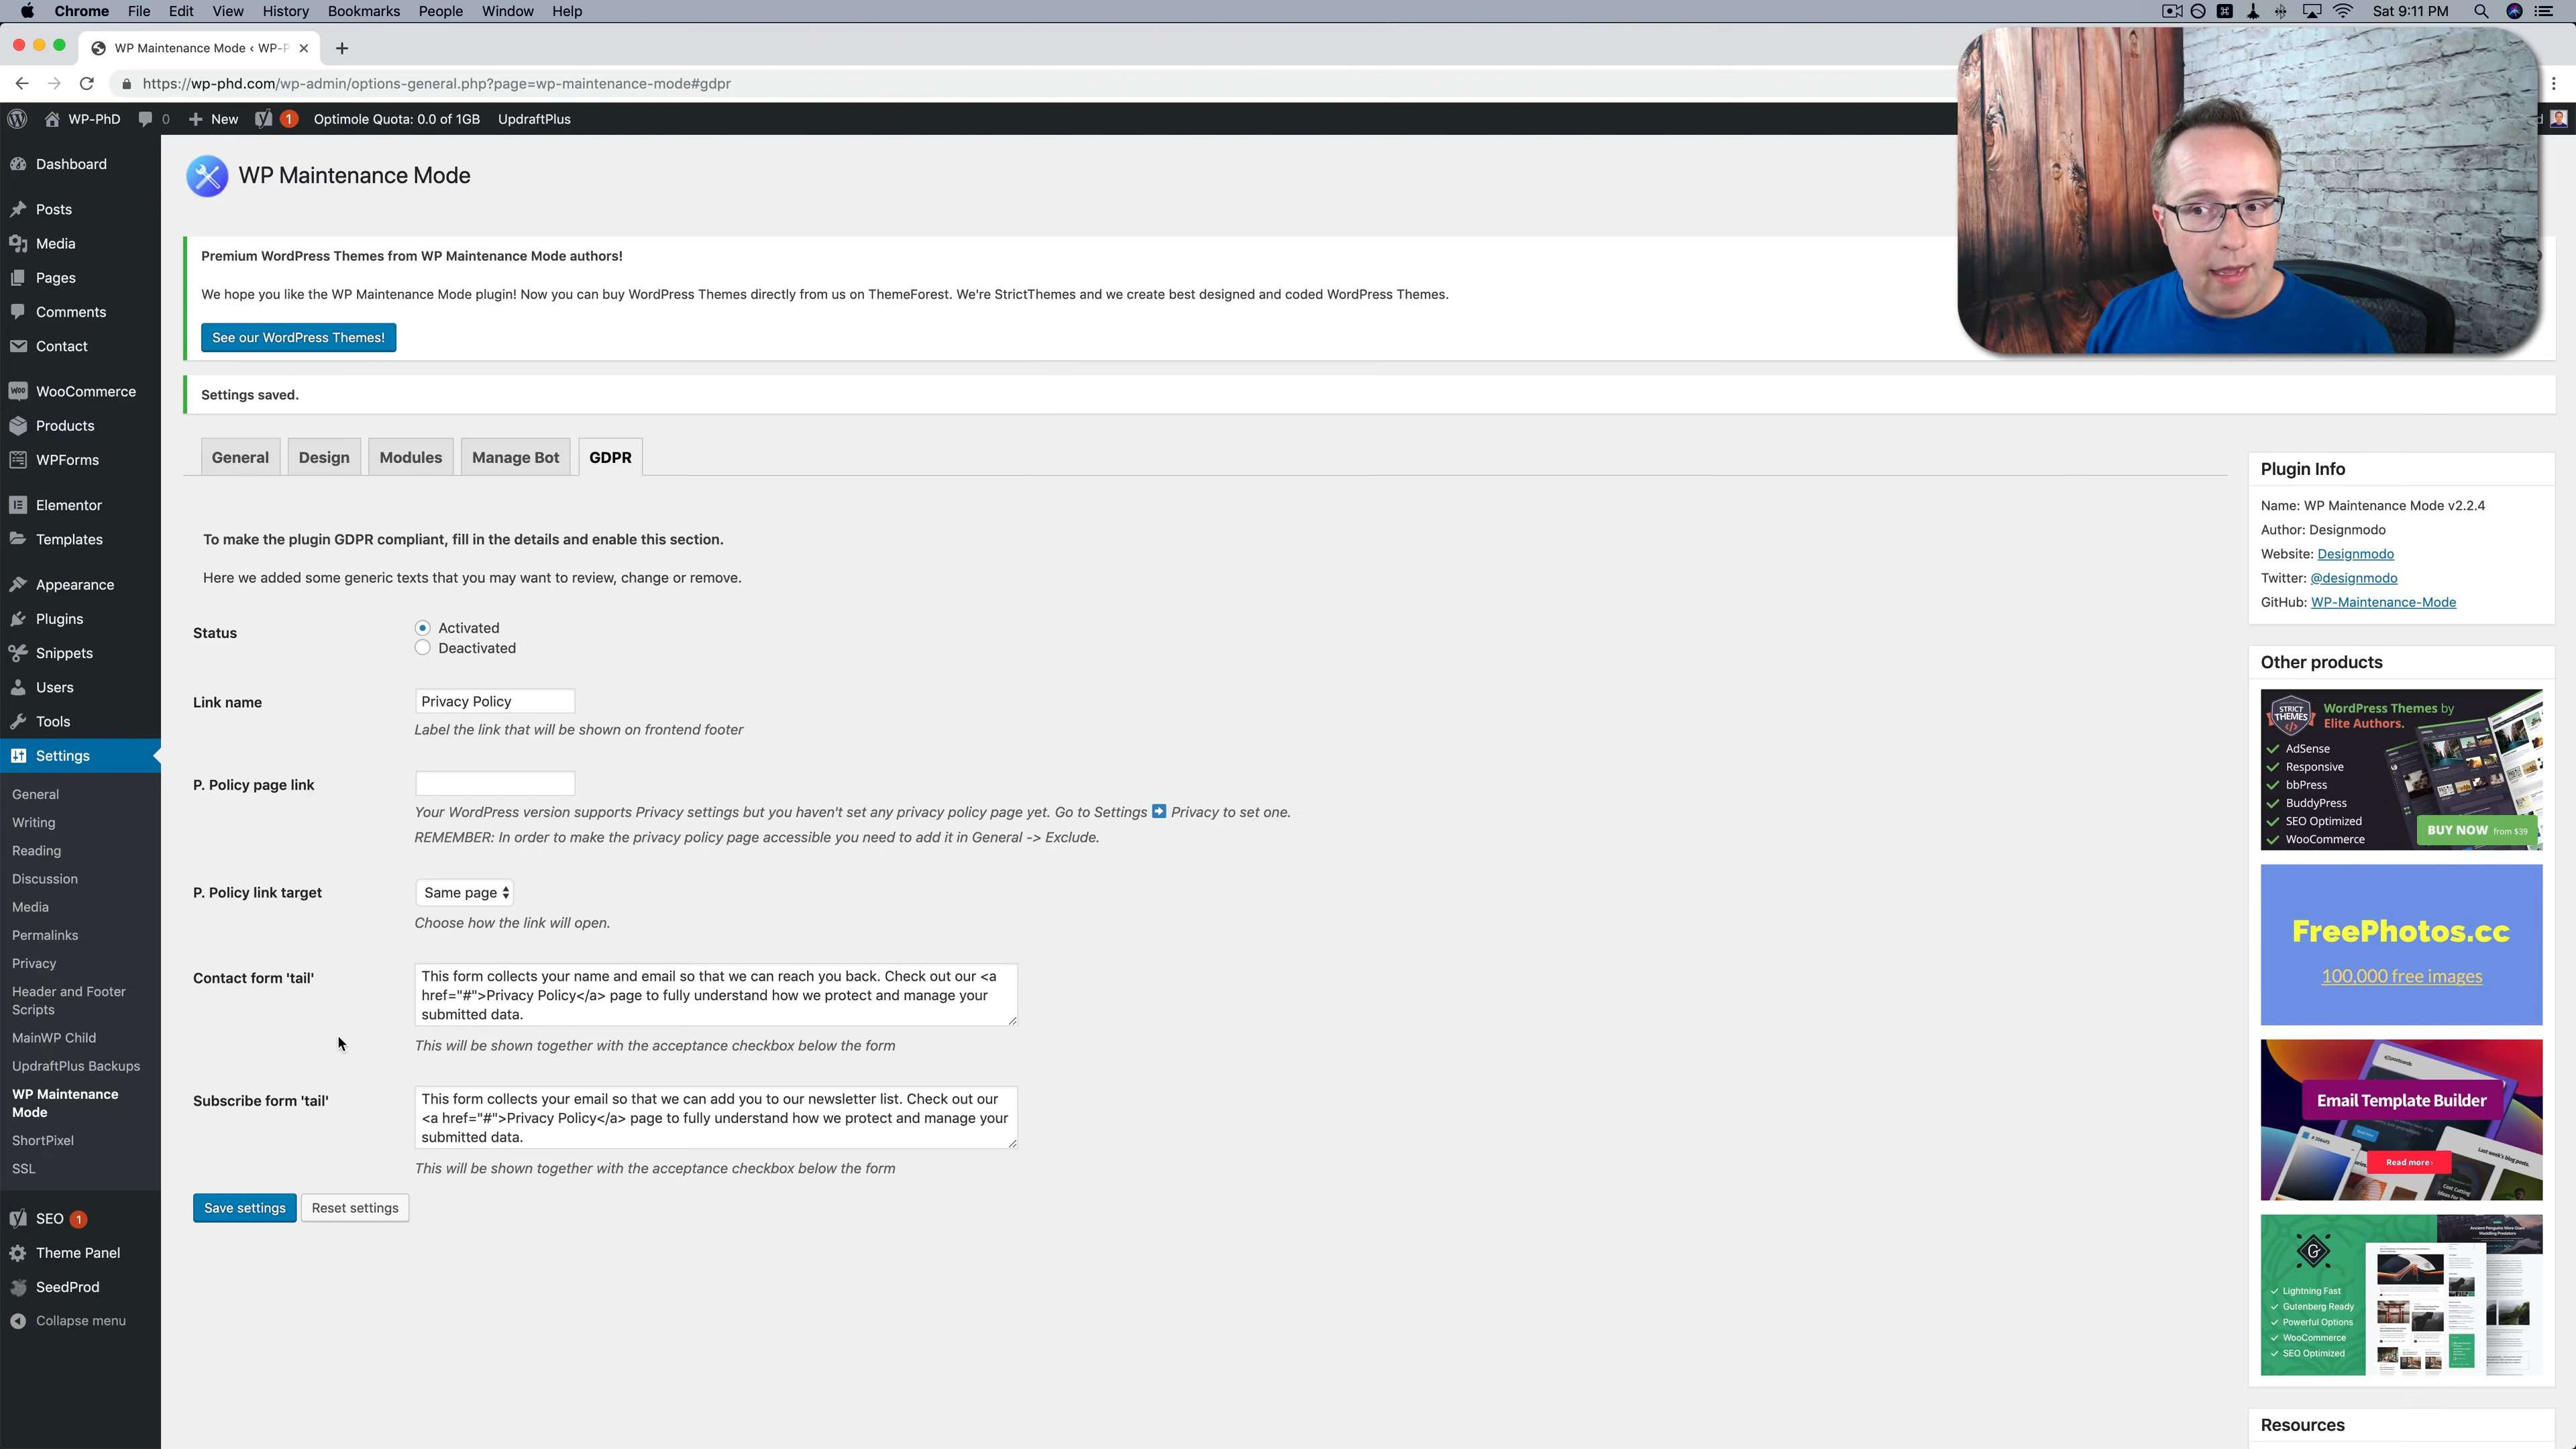 Chrome File Edit View History Bookmarks People Window Help
Sat 9:11 PM
WP Maintenance Mode ‹ WP-P
https://wp-phd.com/wp-admin/options-general.php?page=wp-maintenance-mode#gdpr
WP-PhD 0 New 1 Optimole Quota: 0.0 of 1GB UpdraftPlus
Dashboard
Posts
Media
Pages
Comments
Contact
WooCommerce
Products
WPForms
Elementor
Templates
Appearance
Plugins
Snippets
Users
Tools
Settings
General
Writing
Reading
Discussion
Media
Permalinks
Privacy
Header and Footer
Scripts
MainWP Child
UpdraftPlus Backups
WP Maintenance
Mode
ShortPixel
SSL
SEO 1
Theme Panel
SeedProd
Collapse menu
WP Maintenance Mode
Premium WordPress Themes from WP Maintenance Mode authors!
We hope you like the WP Maintenance Mode plugin! Now you can buy WordPress Themes directly from us on ThemeForest. We're StrictThemes and we create best designed and coded WordPress Themes.
See our WordPress Themes!
Settings saved.
General Design Modules Manage Bot GDPR
To make the plugin GDPR compliant, fill in the details and enable this section.
Here we added some generic texts that you may want to review, change or remove.
Status
Activated
Deactivated
Link name
Privacy Policy
Label the link that will be shown on frontend footer
P. Policy page link
Your WordPress version supports Privacy settings but you haven't set any privacy policy page yet. Go to Settings ➡ Privacy to set one.
REMEMBER: In order to make the privacy policy page accessible you need to add it in General -> Exclude.
P. Policy link target
Same page
Choose how the link will open.
Contact form 'tail'
This form collects your name and email so that we can reach you back. Check out our <a
href="#">Privacy Policy</a> page to fully understand how we protect and manage your
submitted data.
This will be shown together with the acceptance checkbox below the form
Subscribe form 'tail'
This form collects your email so that we can add you to our newsletter list. Check out our
<a href="#">Privacy Policy</a> page to fully understand how we protect and manage your
submitted data.
This will be shown together with the acceptance checkbox below the form
Save settings Reset settings
Plugin Info
Name: WP Maintenance Mode v2.2.4
Author: Designmodo
Website: Designmodo
Twitter: @designmodo
GitHub: WP-Maintenance-Mode
Other products
STRICT
THEMES
WordPress Themes by
Elite Authors.
AdSense
Responsive
bbPress
BuddyPress
SEO Optimized
WooCommerce
BUY NOW from $39
FreePhotos.cc
100,000 free images
Email Template Builder
Read more
Last week's blog posts.
G
Lightning Fast
Gutenberg Ready
Powerful Options
WooCommerce
SEO Optimized
Resources